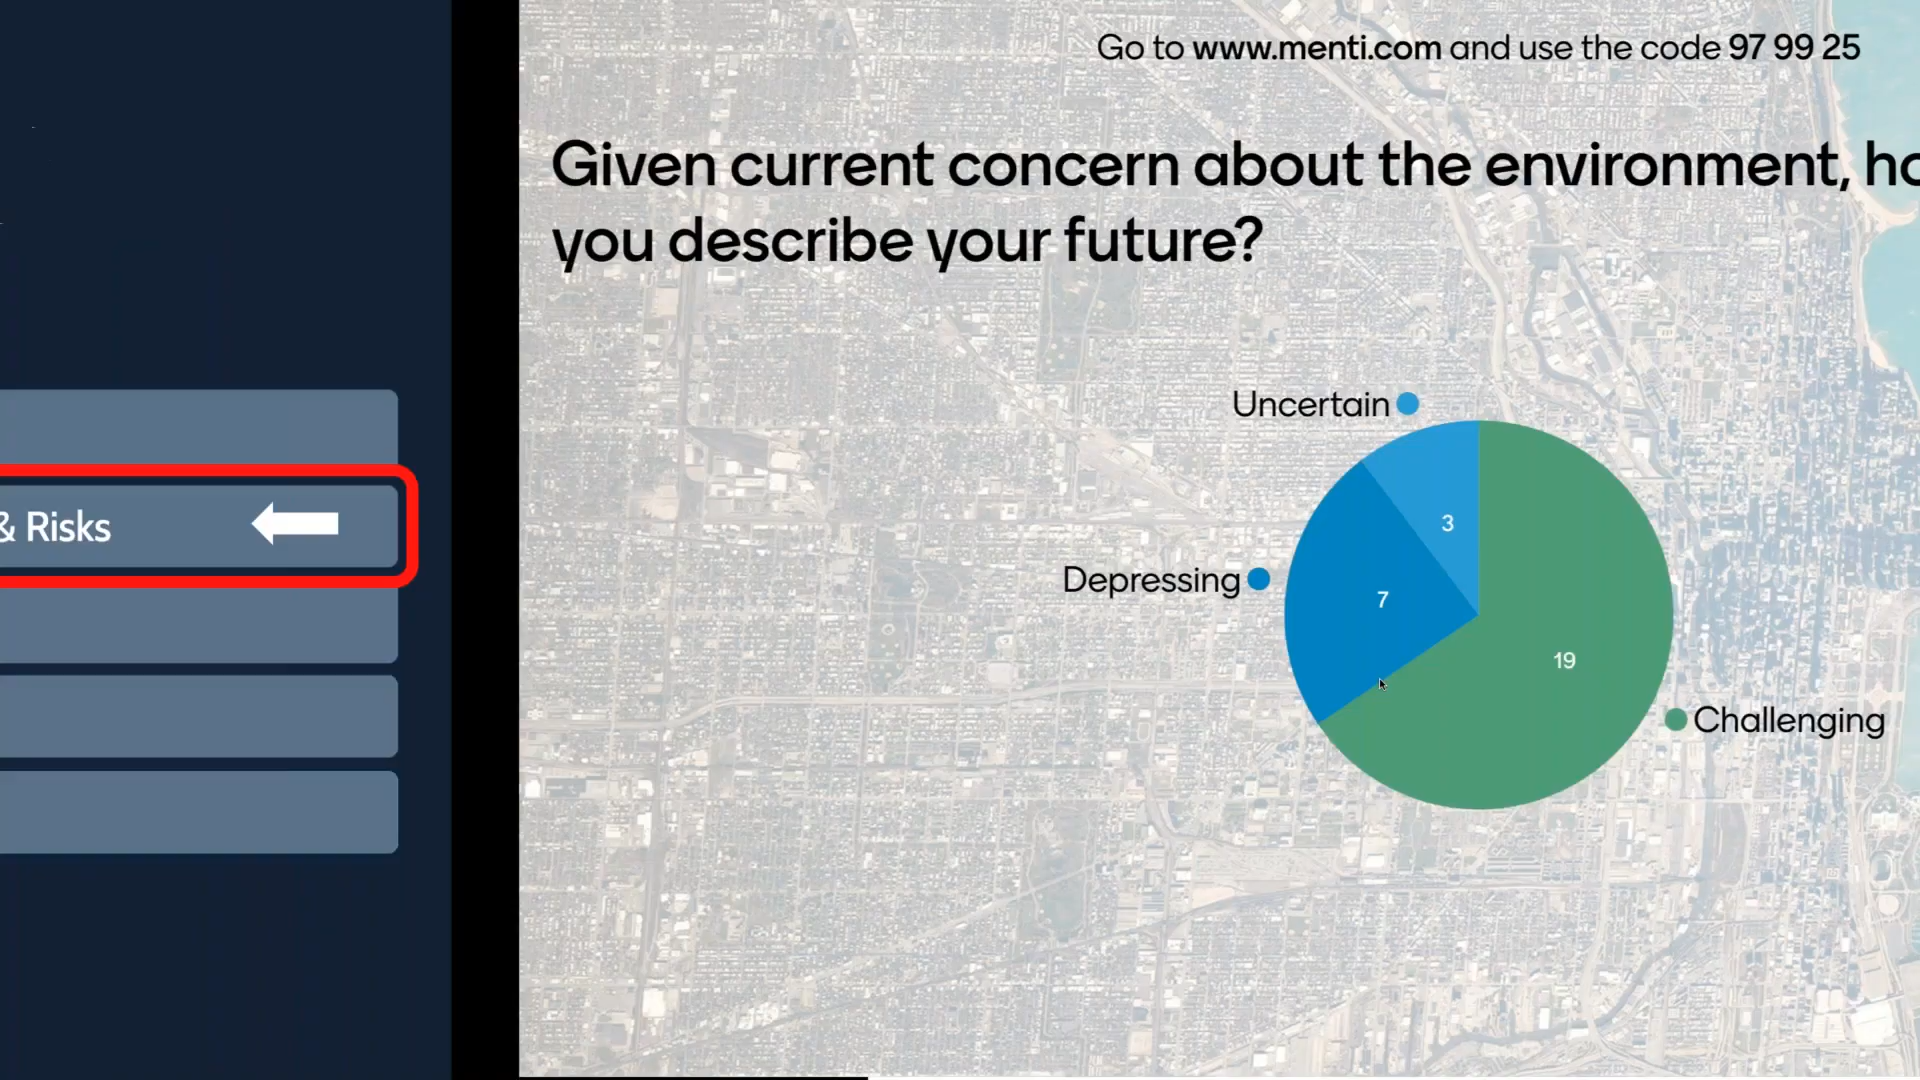 Go to www.menti.com and use the code 97 99 25
Given current concern about the environment,
you describe your future?
Uncertain
3
& Risks
Depressing
7
19
Challenging